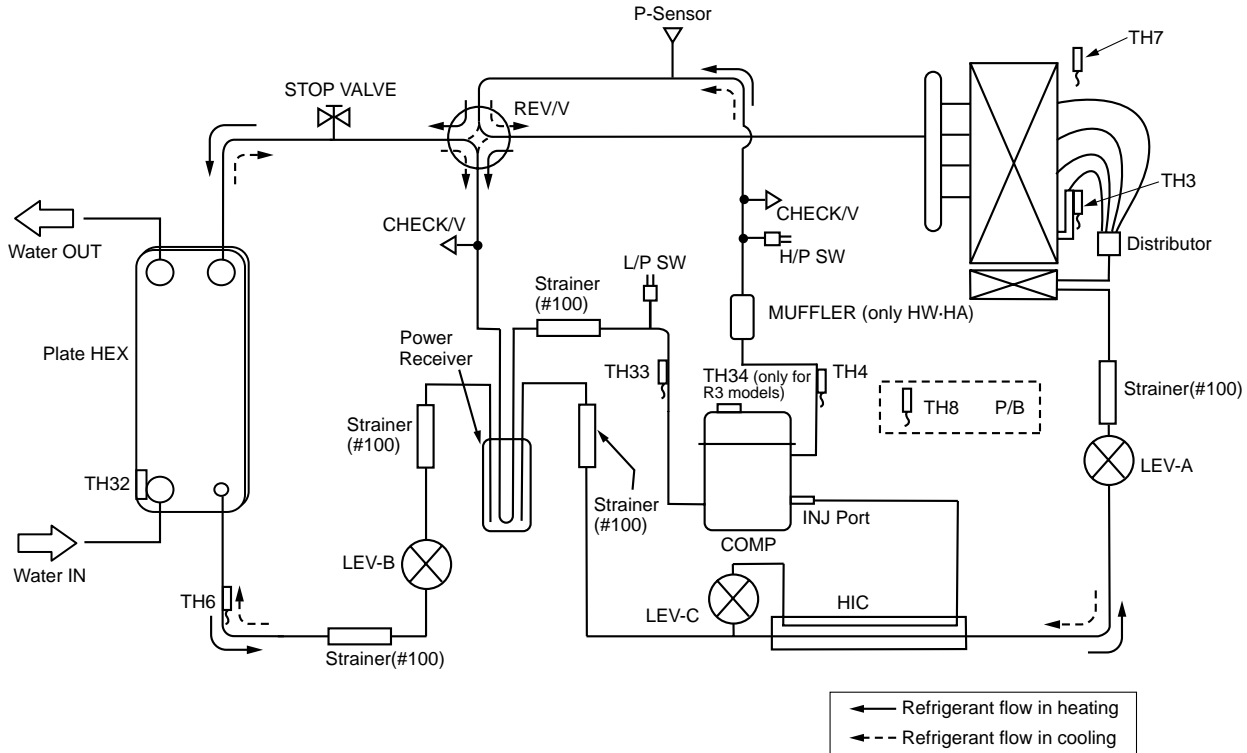 P-Sensor
TH7
STOP VALVE
REV/V
TH3
CHECK/V
CHECK/V
Water OUT
Distributor
L/P SW
H/P SW
Strainer
(#100)
MUFFLER (only HW·HA)
Plate HEX
Power
Receiver
TH33
TH34 (only for
R3 models)
TH4
Strainer(#100)
TH8 P/B
Strainer
(#100)
LEV-A
TH32
Strainer
(#100)
INJ Port
COMP
LEV-B
Water IN
TH6
LEV-C
HIC
Strainer(#100)
Refrigerant flow in heating
Refrigerant flow in cooling